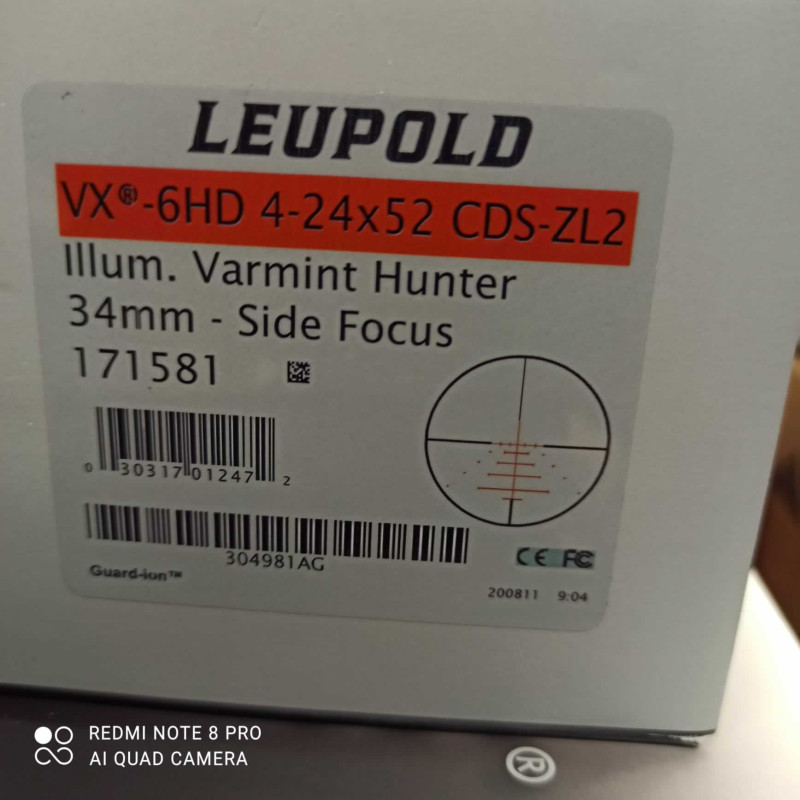 LEUPOLD
VX®-6HD 4-24x52 CDS-ZL2
Illum. Varmint Hunter
34mm - Side Focus
171581
0 30317 01247 2
304981AG
Guard-ion™
CE FC
200811 9:04
REDMI NOTE 8 PRO
AI QUAD CAMERA
®